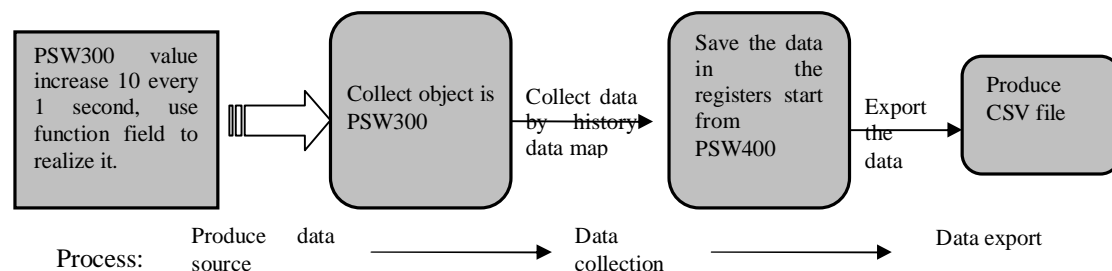 PSW300 value
increase 10 every
1 second, use
function field to
realize it.
Collect object is
PSW300
Collect data
by history
data map
Save the data
in the
registers start
from
PSW400
Export
the
data
Produce
CSV file
Process:
Produce data
source
Data
collection
Data export